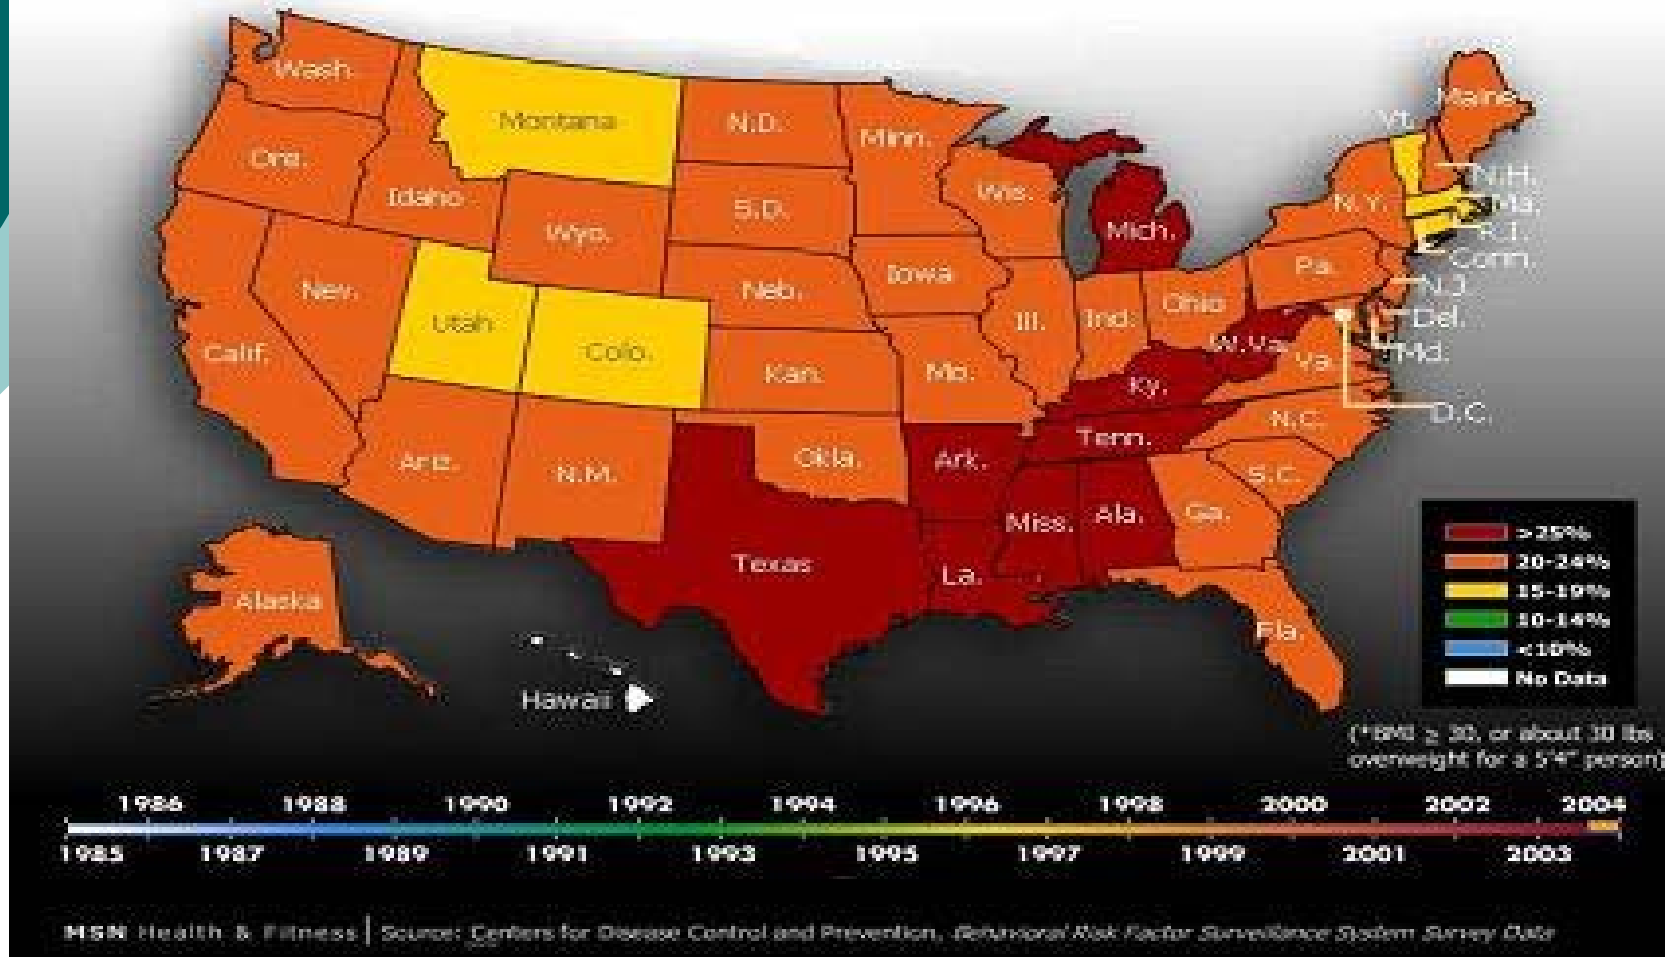 Wash.
Montana
N.D.
Minn.
Maine
Vt.
Ore.
Idaho
Wyo.
S.D.
Wis.
Mich.
N.Y.
N.H.
Ma.
R.I.
Conn.
N.J.
Del.
Md.
D.C.
Nev.
Utah
Colo.
Neb.
Iowa
Ill.
Ind.
Ohio
Pa.
W.Va.
Va.
Calif.
Kan.
Mo.
Ky.
Ariz.
N.M.
Okla.
Ark.
Tenn.
N.C.
S.C.
Texas
La.
Miss.
Ala.
Ga.
Fla.
Alaska
Hawaii
>25%
20-24%
15-19%
10-14%
<10%
No Data
(*BMI ≥ 30, or about 30 lbs
overweight for a 5'4" person)
1986 1988 1990 1992 1994 1996 1998 2000 2002 2004
1985 1987 1989 1991 1993 1995 1997 1999 2001 2003
MSN Health & Fitness | Source: Centers for Disease Control and Prevention, Behavioral Risk Factor Surveillance System Survey Data